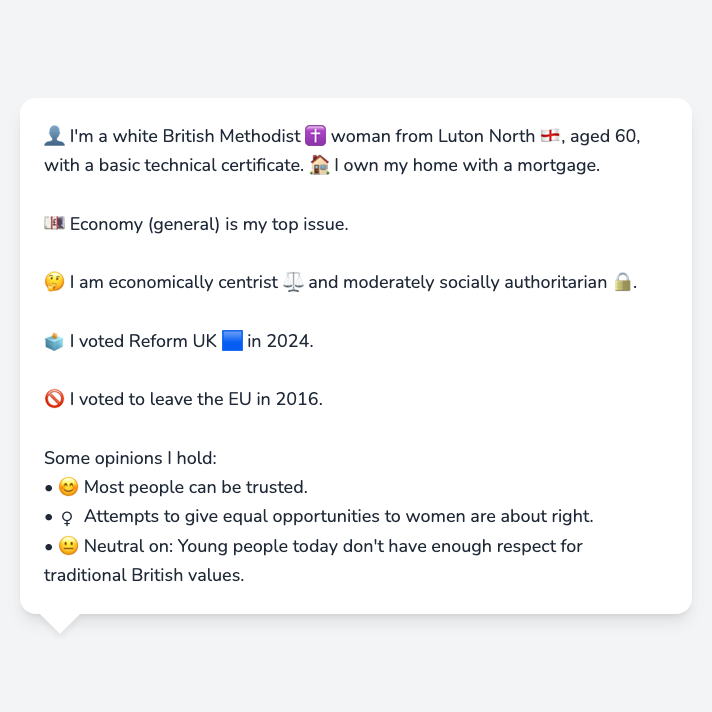 👤 I'm a white British Methodist ✝️ woman from Luton North 🏴󠁧󠁢󠁥󠁮󠁧󠁿, aged 60,
with a basic technical certificate. 🏠 I own my home with a mortgage.
💷 Economy (general) is my top issue.
🤔 I am economically centrist ⚖️ and moderately socially authoritarian 🔒.
🗳️ I voted Reform UK 🟦 in 2024.
🚫 I voted to leave the EU in 2016.
Some opinions I hold:
• 😊 Most people can be trusted.
• ♀ Attempts to give equal opportunities to women are about right.
• 😐 Neutral on: Young people today don't have enough respect for
traditional British values.